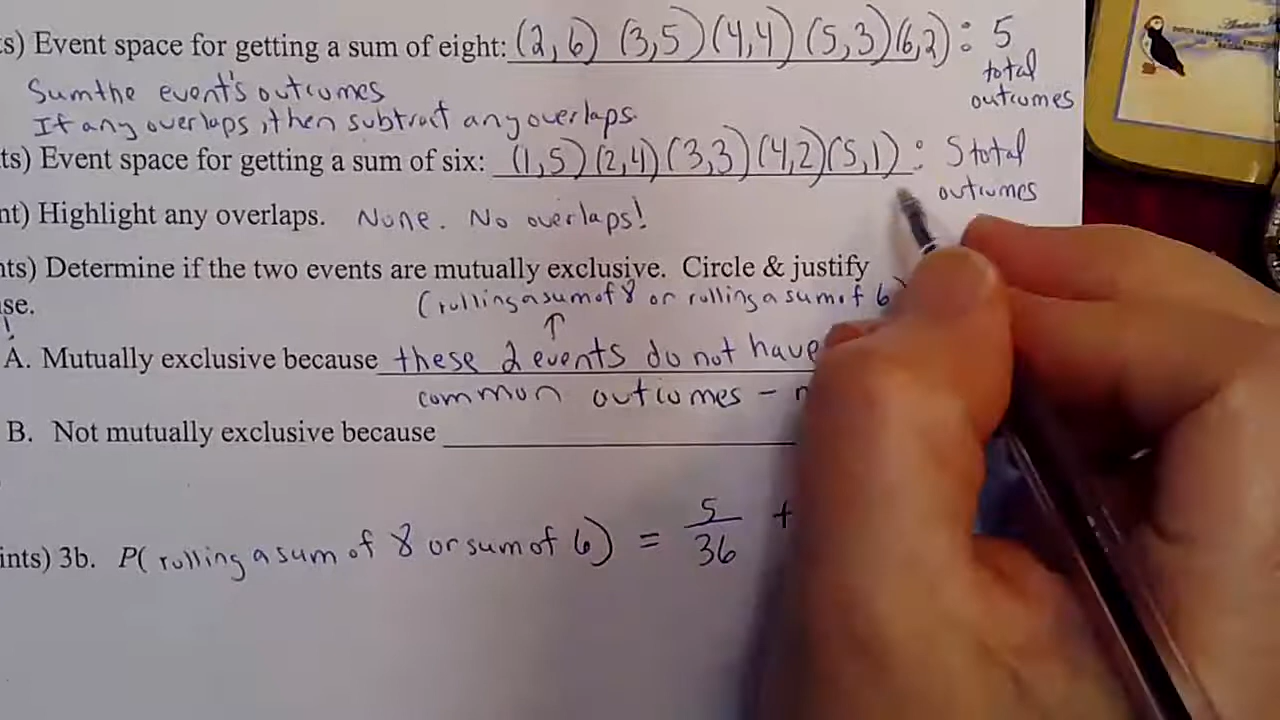 s) Event space for getting a sum of eight: (2,6) (3,5) (4,4) (5,3) (6,2) : 5
total
outcomes
Sum the event's outcomes
If any overlaps, then subtract any overlaps.
ts) Event space for getting a sum of six: (1,5) (2,4) (3,3) (4,2) (5,1) : 5 total
outcomes
nt) Highlight any overlaps. None. No overlaps!
nts) Determine if the two events are mutually exclusive. Circle & justify
se.
(rolling a sum of 8 or rolling a sum of 6)
A. Mutually exclusive because these 2 events do not have
common outcomes –
B. Not mutually exclusive because
ints) 3b. P(rolling a sum of 8 or sum of 6) = 5/36 +